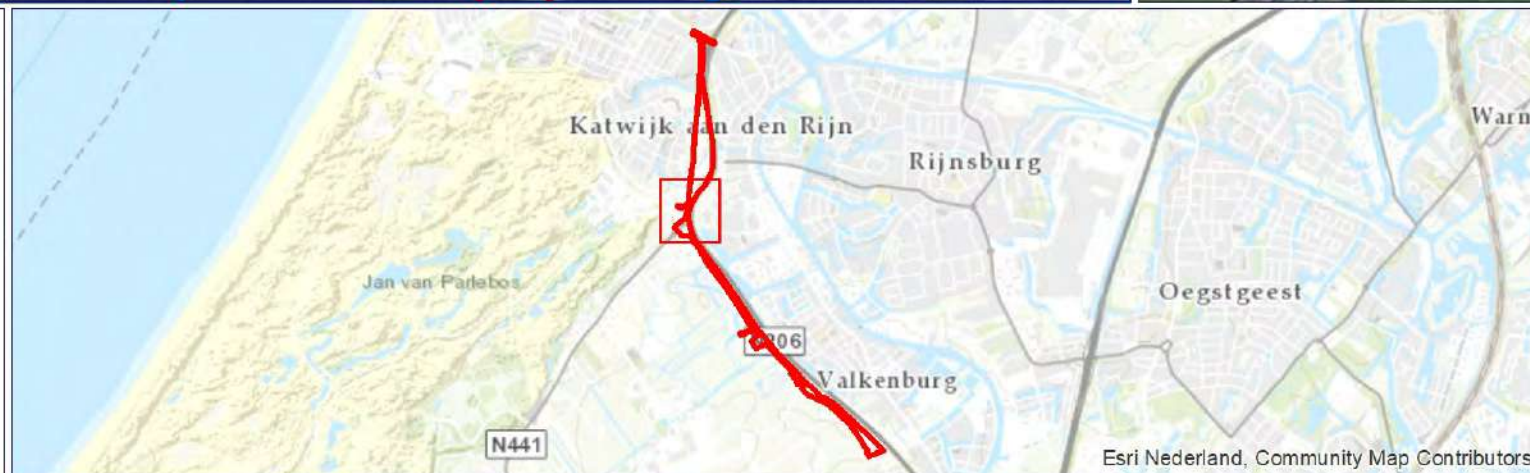 Katwijk aan den Rijn
Rijnsburg
Warn
Jan van Parlebos
Oegstgeest
206
Valkenburg
N441
Esri Nederland, Community Map Contributors